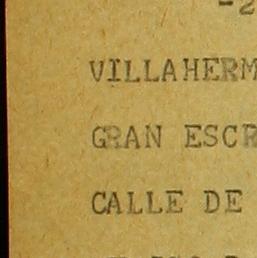 -2
VILLAHERM
GRAN ESCR
CALLE DE